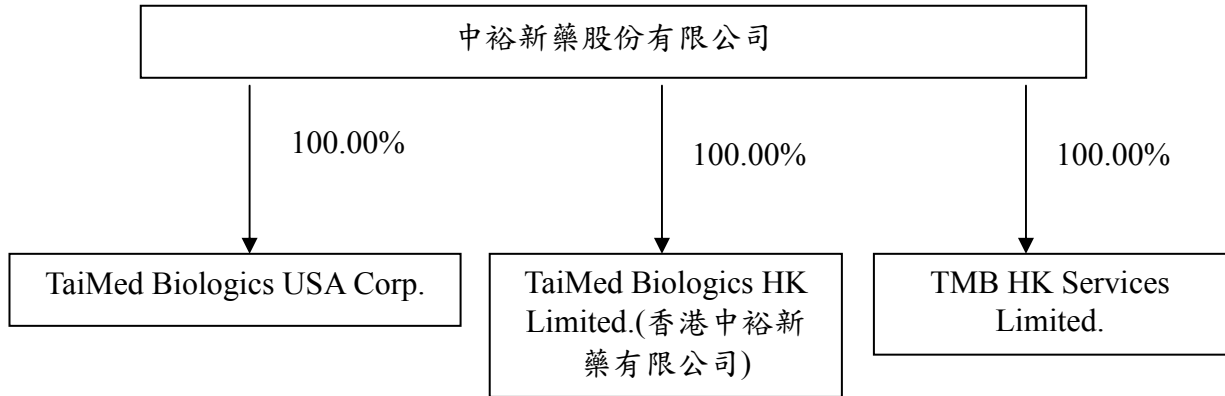 中裕新藥股份有限公司
100.00%
100.00%
100.00%
TaiMed Biologics USA Corp.
TaiMed Biologics HK
Limited.(香港中裕新
藥有限公司)
TMB HK Services
Limited.